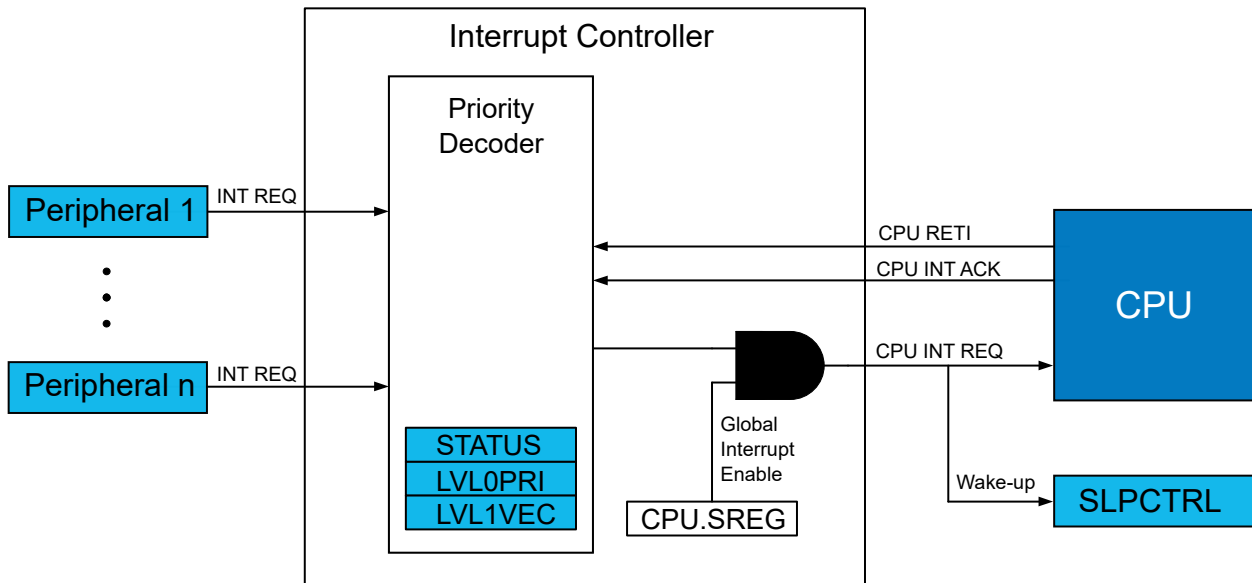 Interrupt Controller
Priority
Decoder
INT REQ
Peripheral 1
CPU RETI
CPU INT ACK
CPU
CPU INT REQ
Peripheral n
INT REQ
Global
Interrupt
Enable
STATUS
LVL0PRI
LVL1VEC
CPU.SREG
Wake-up
SLPCTRL